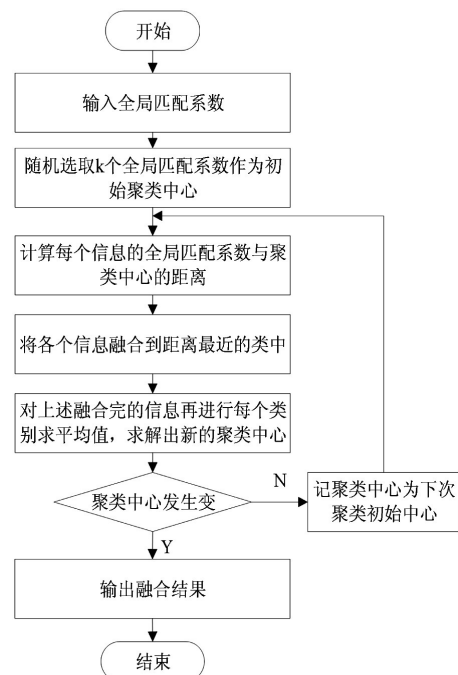 开始
输入全局匹配系数
随机选取k个全局匹配系数作为初
始聚类中心
计算每个信息的全局匹配系数与聚
类中心的距离
将各个信息融合到距离最近的类中
对上述融合完的信息再进行每个类
别求平均值，求解出新的聚类中心
聚类中心发生变
N
记聚类中心为下次
聚类初始中心
Y
输出融合结果
结束